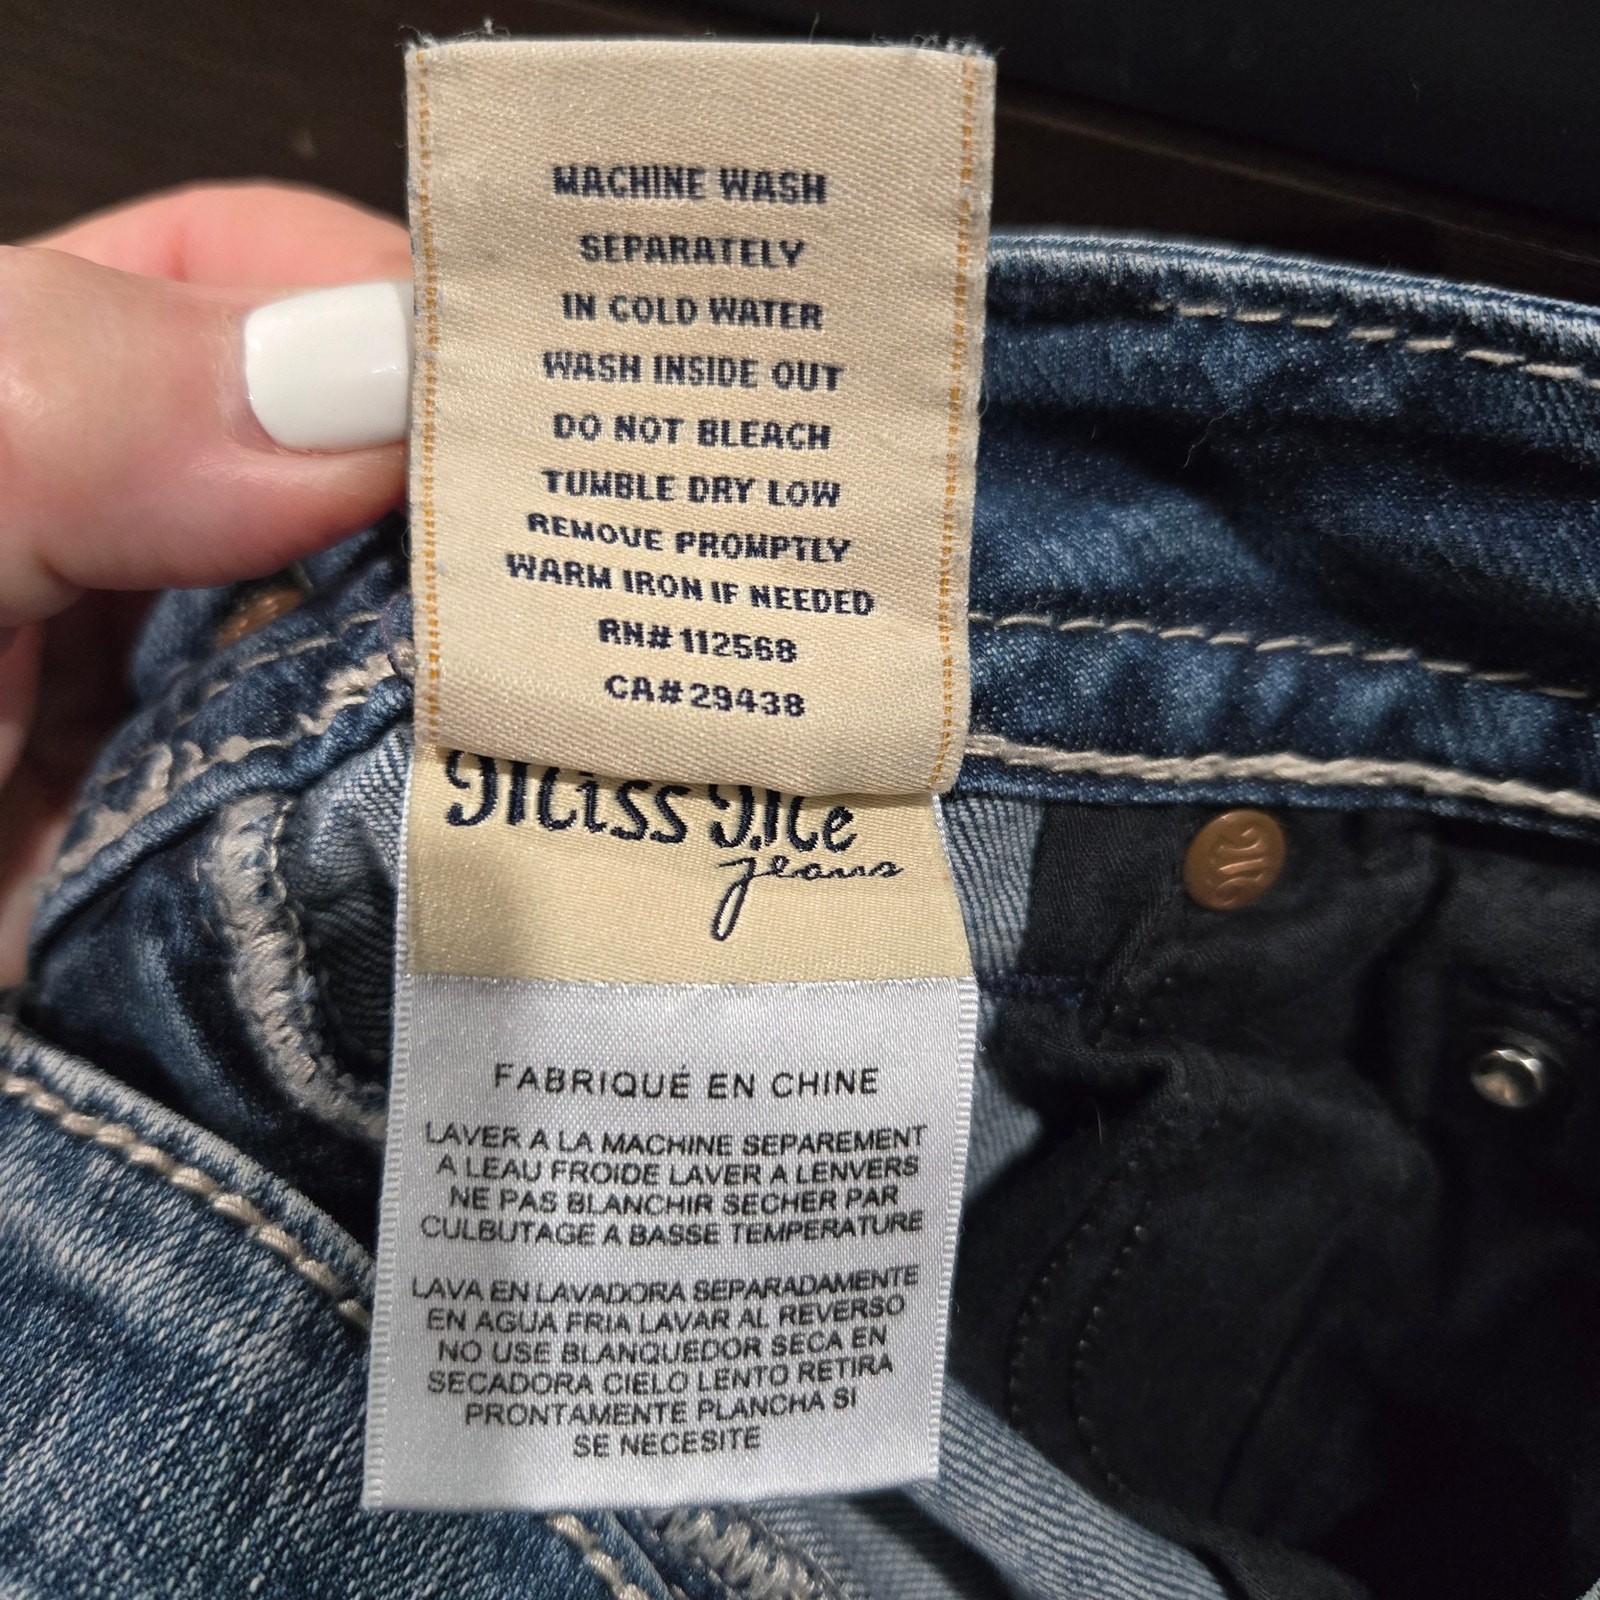 MACHINE WASH
SEPARATELY
IN COLD WATER
WASH INSIDE OUT
DO NOT BLEACH
TUMBLE DRY LOW
REMOVE PROMPTLY
WARM IRON IF NEEDED
RN# 112568
CA# 29438
Miss Me
jeans
FABRIQUÉ EN CHINE
LAVER A LA MACHINE SEPAREMENT
A LEAU FROIDE LAVER A LENVERS
NE PAS BLANCHIR SECHER PAR
CULBUTAGE A BASSE TEMPERATURE
LAVA EN LAVADORA SEPARADAMENTE
EN AGUA FRIA LAVAR AL REVERSO
NO USE BLANQUEDOR SECA EN
SECADORA CIELO LENTO RETIRA
PRONTAMENTE PLANCHA SI
SE NECESITE